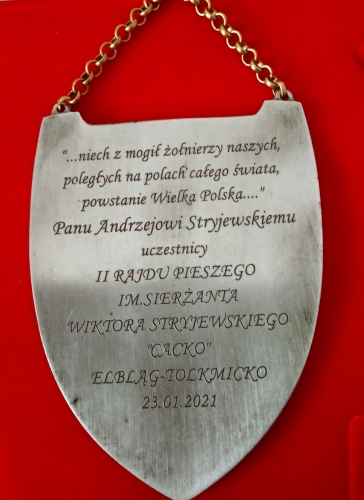 "...niech z mogił żołnierzy naszych,
poległych na polach całego świata,
powstanie Wielka Polska...."
Panu Andrzejowi Stryjewskiemu
uczestnicy
II RAJDU PIESZEGO
IM.SIERŻANTA
WIKTORA STRYJEWSKIEGO
"CACKO"
ELBLĄG-TOLKMICKO
23.01.2021